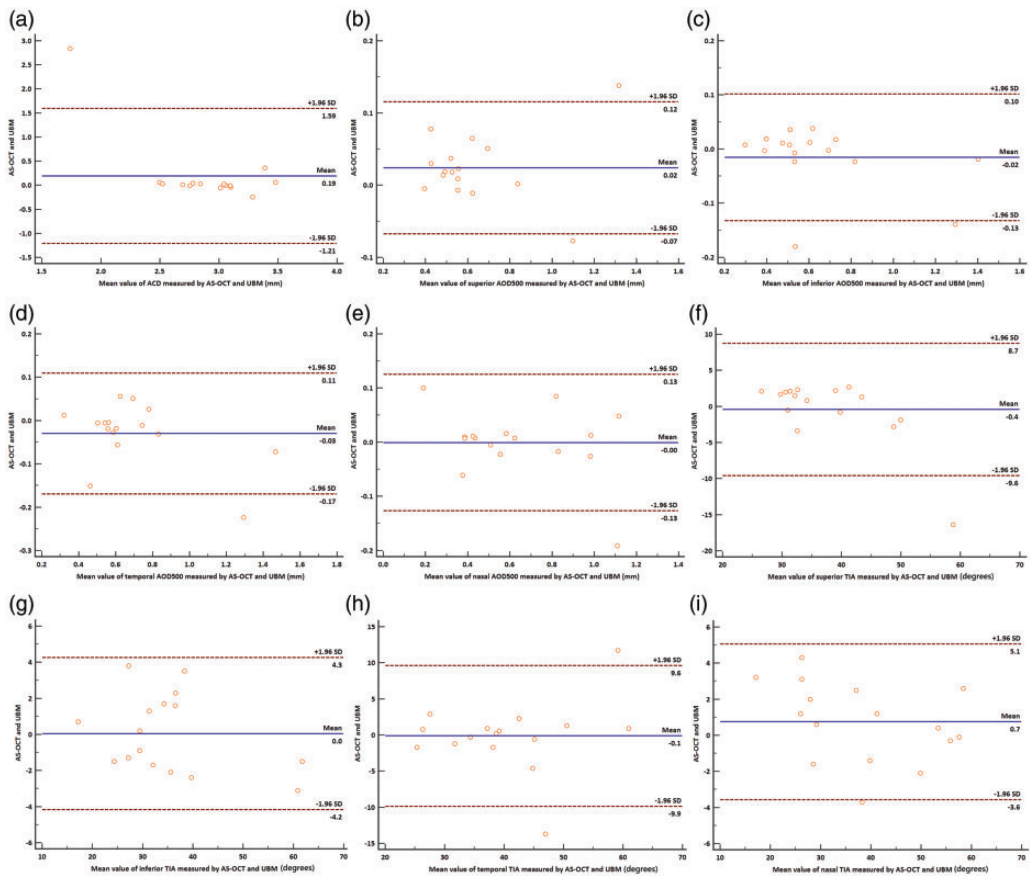 (a)
AS-OCT and UBM
3.0
2.5
2.0
1.5
1.0
0.5
0.0
-0.5
-1.0
-1.5
+1.96 SD
1.59
Mean
0.19
-1.96 SD
-1.21
1.5 2.0 2.5 3.0 3.5 4.0
Mean value of ACD measured by AS-OCT and UBM (mm)
(b)
AS-OCT and UBM
0.2
0.1
0.0
-0.1
+1.96 SD
0.12
Mean
0.02
-1.96 SD
-0.07
0.2 0.4 0.6 0.8 1.0 1.2 1.4 1.6
Mean value of superior AOD500 measured by AS-OCT and UBM (mm)
(c)
AS-OCT and UBM
0.2
0.1
0.0
-0.1
-0.2
+1.96 SD
0.10
Mean
-0.02
-1.96 SD
-0.13
0.2 0.4 0.6 0.8 1.0 1.2 1.4 1.6
Mean value of inferior AOD500 measured by AS-OCT and UBM (mm)
(d)
AS-OCT and UBM
0.2
0.1
0.0
-0.1
-0.2
-0.3
+1.96 SD
0.11
Mean
-0.03
-1.96 SD
-0.17
0.2 0.4 0.6 0.8 1.0 1.2 1.4 1.6 1.8
Mean value of temporal AOD500 measured by AS-OCT and UBM (mm)
(e)
AS-OCT and UBM
0.2
0.1
0.0
-0.1
-0.2
+1.96 SD
0.13
Mean
-0.00
-1.96 SD
-0.13
0.0 0.2 0.4 0.6 0.8 1.0 1.2 1.4
Mean value of nasal AOD500 measured by AS-OCT and UBM (mm)
(f)
AS-OCT and UBM
10
5
0
-5
-10
-15
-20
+1.96 SD
8.7
Mean
-0.4
-1.96 SD
-9.6
20 30 40 50 60 70
Mean value of superior TIA measured by AS-OCT and UBM (degrees)
(g)
AS-OCT and UBM
6
4
2
0
-2
-4
-6
+1.96 SD
4.3
Mean
0.0
-1.96 SD
-4.2
10 20 30 40 50 60 70
Mean value of inferior TIA measured by AS-OCT and UBM (degrees)
(h)
AS-OCT and UBM
15
10
5
0
-5
-10
-15
+1.96 SD
9.6
Mean
-0.1
-1.96 SD
-9.9
20 30 40 50 60 70
Mean value of temporal TIA measured by AS-OCT and UBM (degrees)
(i)
AS-OCT and UBM
6
4
2
0
-2
-4
-6
+1.96 SD
5.1
Mean
0.7
-1.96 SD
-3.6
10 20 30 40 50 60 70
Mean value of nasal TIA measured by AS-OCT and UBM (degrees)